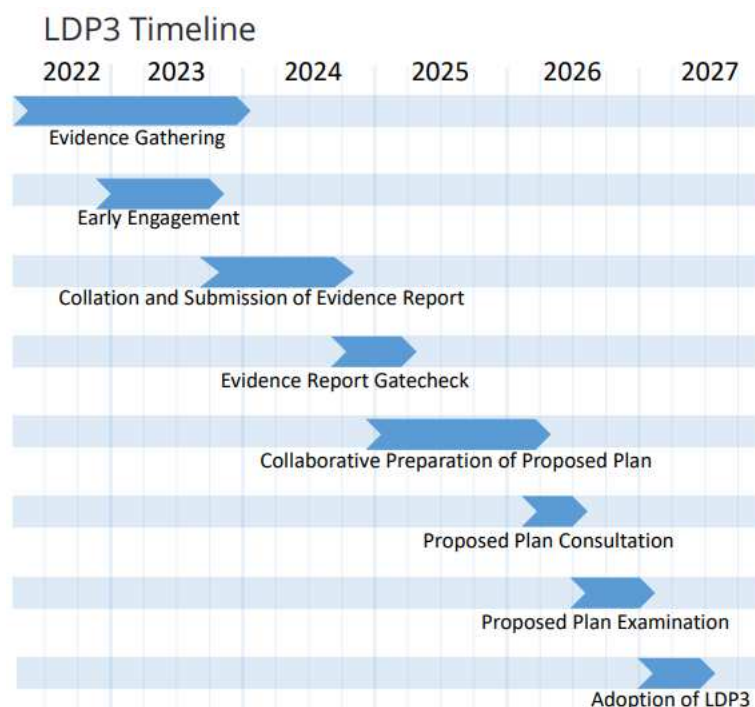 LDP3 Timeline
2022 2023 2024 2025 2026 2027
Evidence Gathering
Early Engagement
Collation and Submission of Evidence Report
Evidence Report Gatecheck
Collaborative Preparation of Proposed Plan
Proposed Plan Consultation
Proposed Plan Examination
Adoption of LDP3